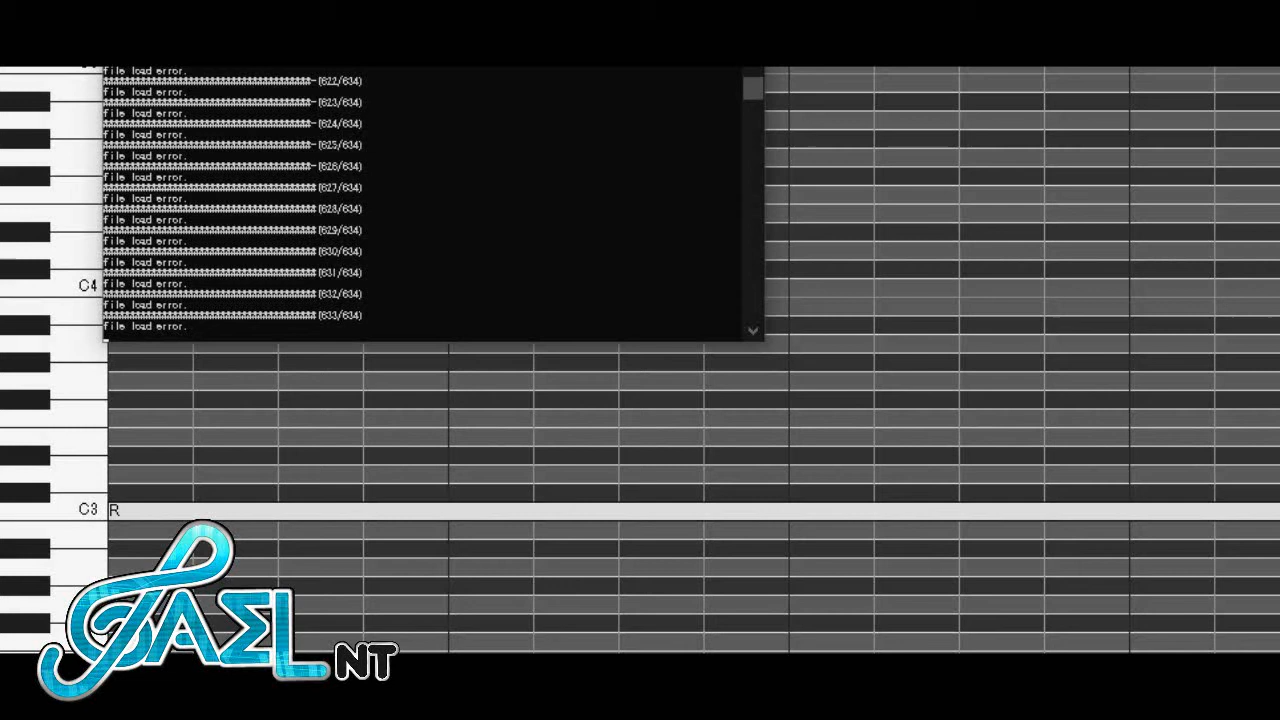 file load error.
########################################- (622/634)
file load error.
########################################- (623/634)
file load error.
########################################- (624/634)
file load error.
########################################- (625/634)
file load error.
########################################- (626/634)
file load error.
######################################## (627/634)
file load error.
######################################## (628/634)
file load error.
######################################## (629/634)
file load error.
######################################## (630/634)
file load error.
######################################## (631/634)
file load error.
######################################## (632/634)
file load error.
######################################## (633/634)
file load error.
C4
C3
R
GAEL NT